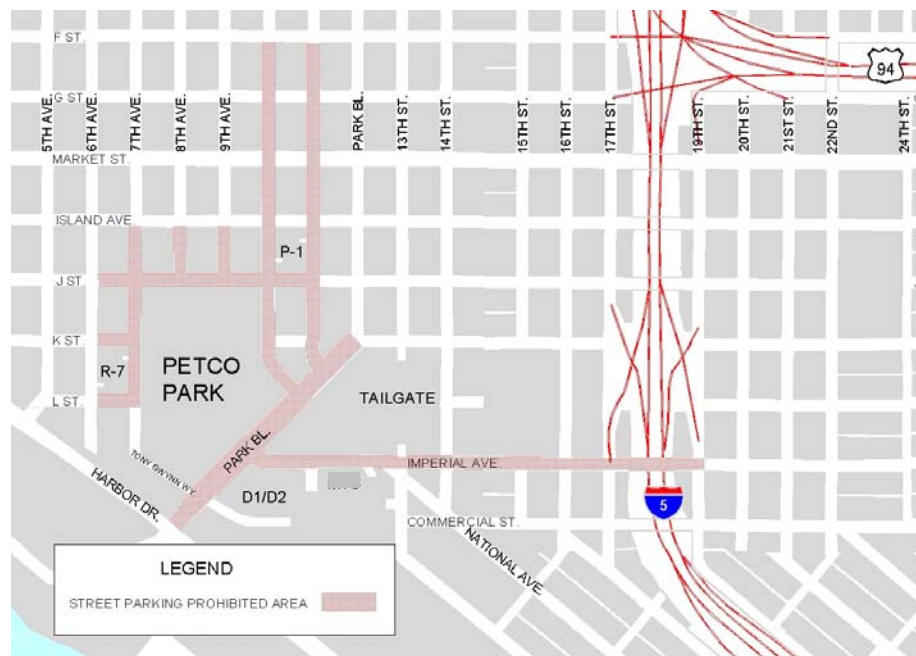 F ST.
94
G ST.
5TH AVE.
6TH AVE.
7TH AVE.
8TH AVE.
9TH AVE.
PARK BL.
13TH ST.
14TH ST.
15TH ST.
16TH ST.
17TH ST.
19TH ST.
20TH ST.
21ST ST.
22ND ST.
24TH ST.
MARKET ST.
ISLAND AVE
P-1
J ST.
K ST.
R-7
PETCO
PARK
TAILGATE
L ST.
PARK BL.
IMPERIAL AVE.
TONY GWYNN WY.
HARBOR DR.
D1/D2
5
COMMERCIAL ST.
NATIONAL AVE.
LEGEND
STREET PARKING PROHIBITED AREA